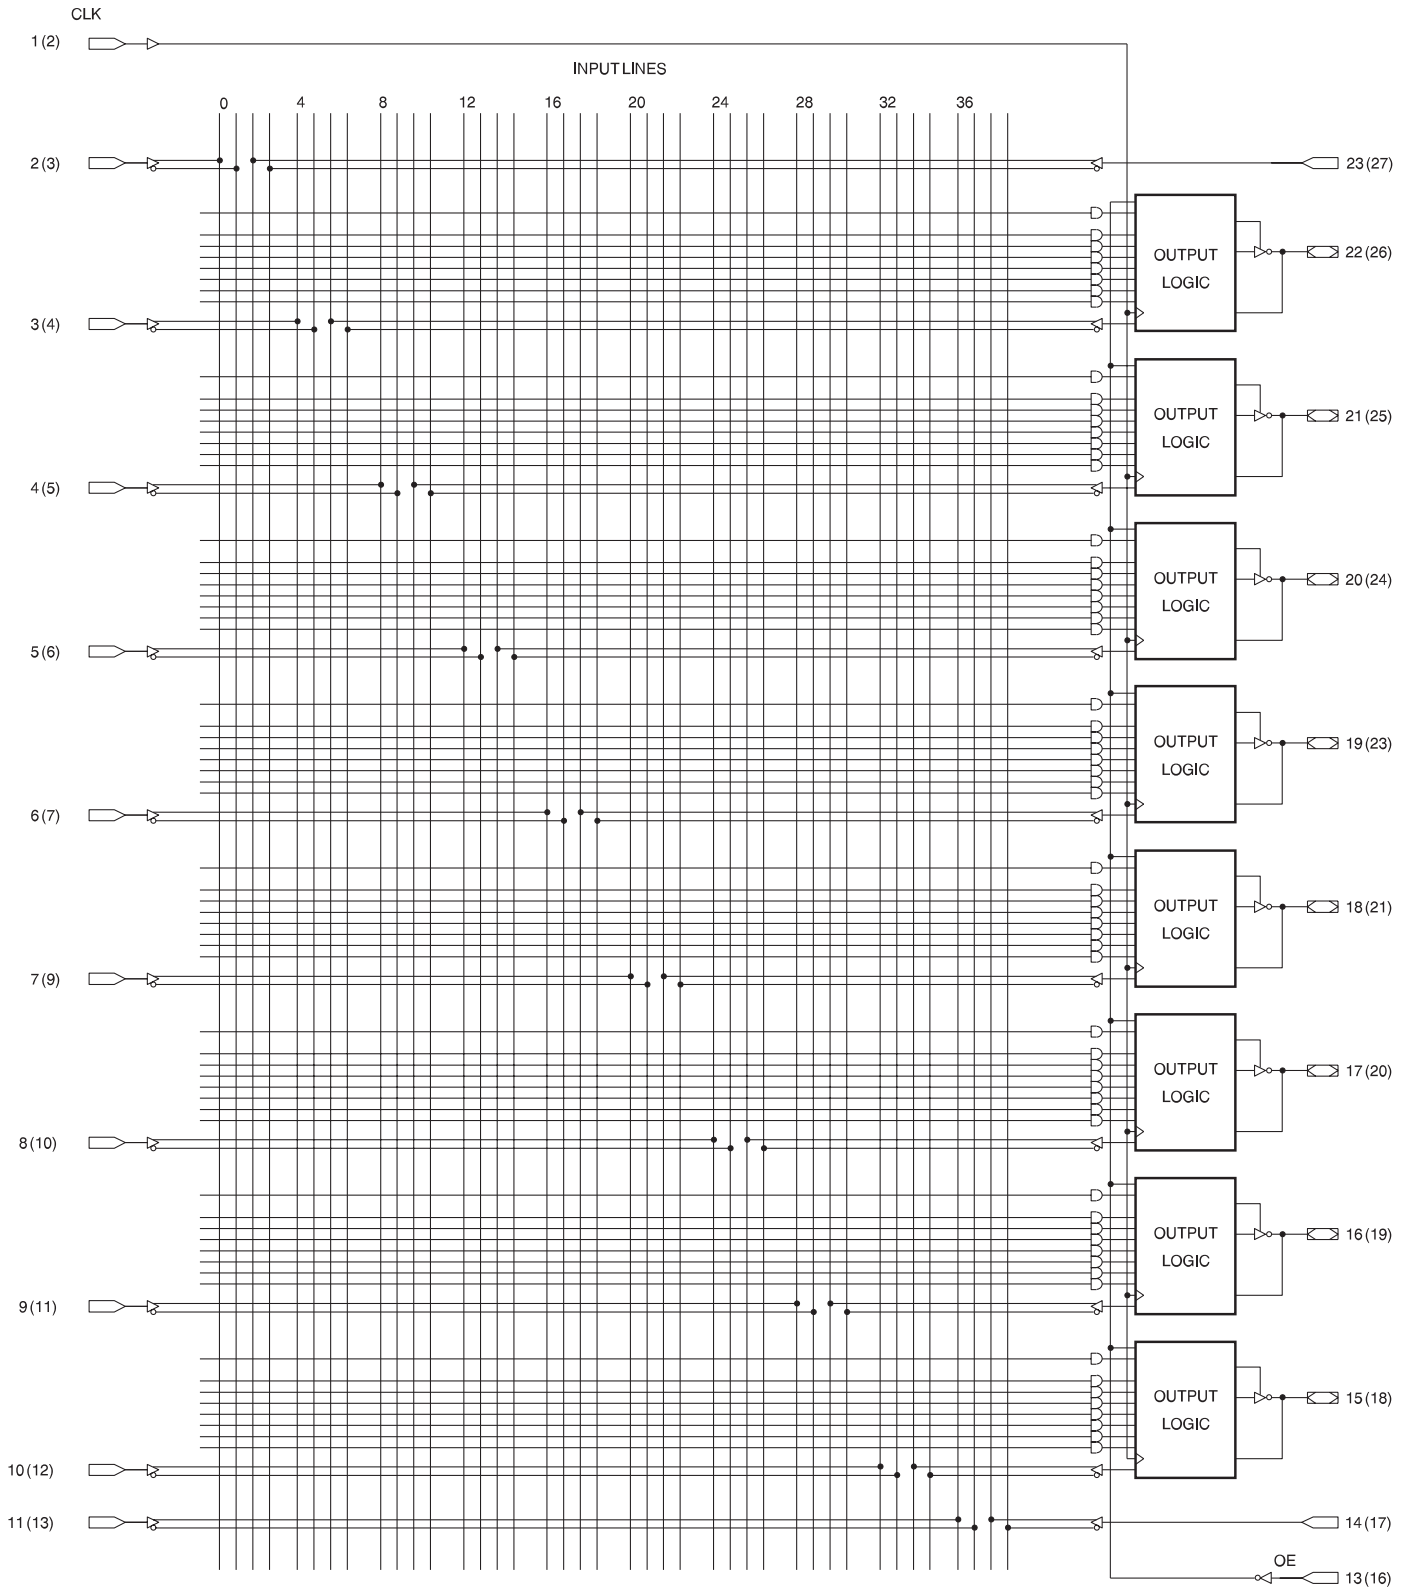 CLK
1 (2)
INPUT LINES
0 4 8 12 16 20 24 28 32 36
2 (3)
23 (27)
OUTPUT
LOGIC
22 (26)
3 (4)
OUTPUT
LOGIC
21 (25)
4 (5)
OUTPUT
LOGIC
20 (24)
5 (6)
OUTPUT
LOGIC
19 (23)
6 (7)
OUTPUT
LOGIC
18 (21)
7 (9)
OUTPUT
LOGIC
17 (20)
8 (10)
OUTPUT
LOGIC
16 (19)
9 (11)
OUTPUT
LOGIC
15 (18)
10 (12)
11 (13)
14 (17)
OE
13 (16)